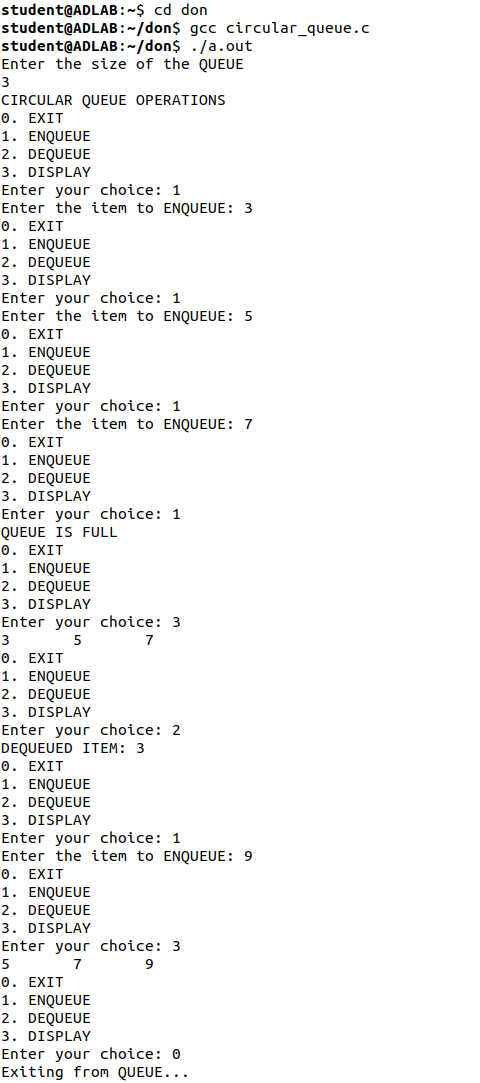 student@ADLAB:~$ cd don
student@ADLAB:~/don$ gcc circular_queue.c
student@ADLAB:~/don$ ./a.out
Enter the size of the QUEUE
3
CIRCULAR QUEUE OPERATIONS
0. EXIT
1. ENQUEUE
2. DEQUEUE
3. DISPLAY
Enter your choice: 1
Enter the item to ENQUEUE: 3
0. EXIT
1. ENQUEUE
2. DEQUEUE
3. DISPLAY
Enter your choice: 1
Enter the item to ENQUEUE: 5
0. EXIT
1. ENQUEUE
2. DEQUEUE
3. DISPLAY
Enter your choice: 1
Enter the item to ENQUEUE: 7
0. EXIT
1. ENQUEUE
2. DEQUEUE
3. DISPLAY
Enter your choice: 1
QUEUE IS FULL
0. EXIT
1. ENQUEUE
2. DEQUEUE
3. DISPLAY
Enter your choice: 3
3       5       7
0. EXIT
1. ENQUEUE
2. DEQUEUE
3. DISPLAY
Enter your choice: 2
DEQUEUED ITEM: 3
0. EXIT
1. ENQUEUE
2. DEQUEUE
3. DISPLAY
Enter your choice: 1
Enter the item to ENQUEUE: 9
0. EXIT
1. ENQUEUE
2. DEQUEUE
3. DISPLAY
Enter your choice: 3
5       7       9
0. EXIT
1. ENQUEUE
2. DEQUEUE
3. DISPLAY
Enter your choice: 0
Exiting from QUEUE...